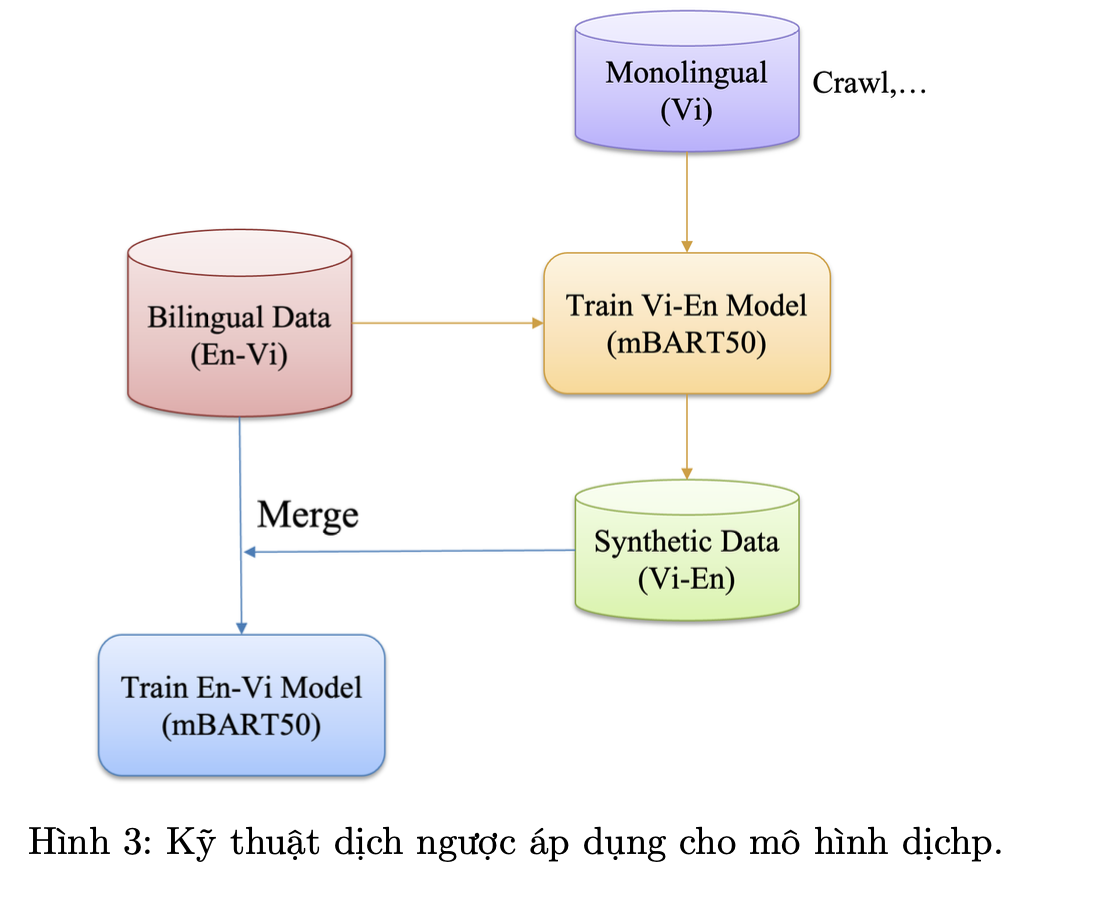 Monolingual
(Vi)
Crawl,...
Bilingual Data
(En-Vi)
Train Vi-En Model
(mBART50)
Merge
Synthetic Data
(Vi-En)
Train En-Vi Model
(mBART50)
Hình 3: Kỹ thuật dịch ngược áp dụng cho mô hình dịchp.